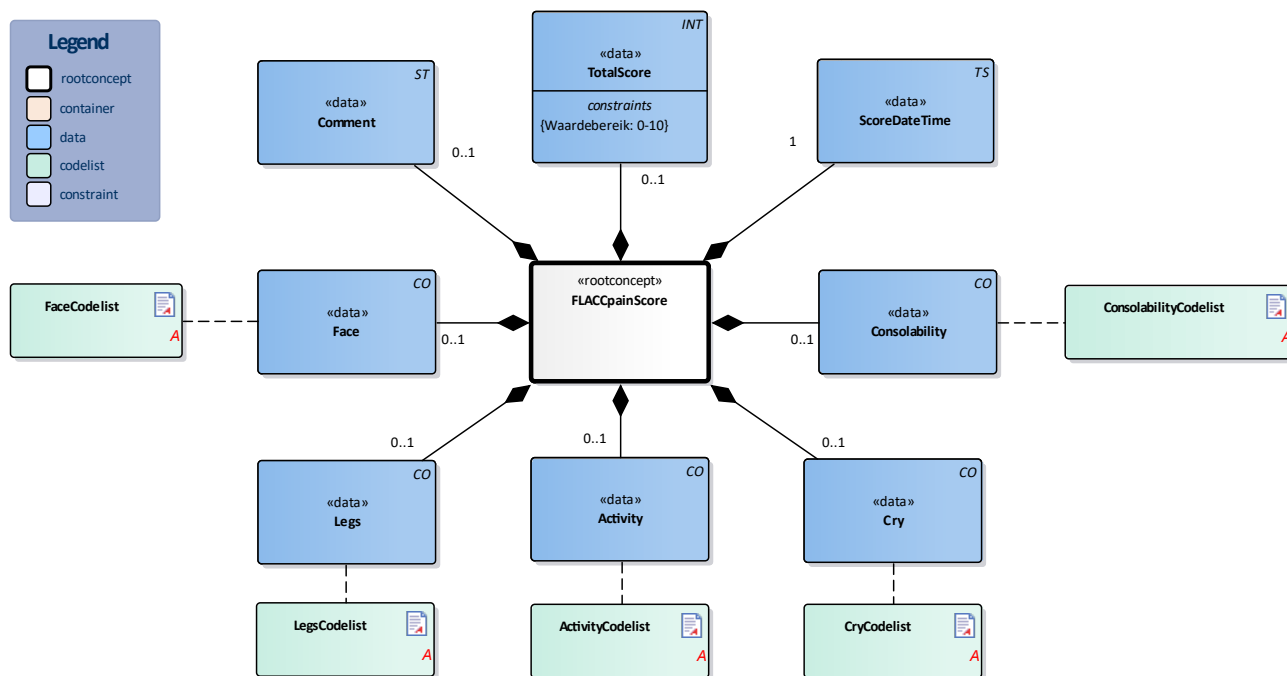 Legend
rootconcept
container
data
codelist
constraint
ST
«data»
Comment
0..1
INT
«data»
TotalScore
constraints
{Waardebereik: 0-10}
0..1
TS
«data»
ScoreDateTime
1
FaceCodelist
A
CO
«data»
Face
0..1
«rootconcept»
FLACCpainScore
CO
«data»
Consolability
0..1
ConsolabilityCodelist
A
0..1
CO
«data»
Legs
0..1
CO
«data»
Activity
0..1
CO
«data»
Cry
LegsCodelist
A
ActivityCodelist
A
CryCodelist
A